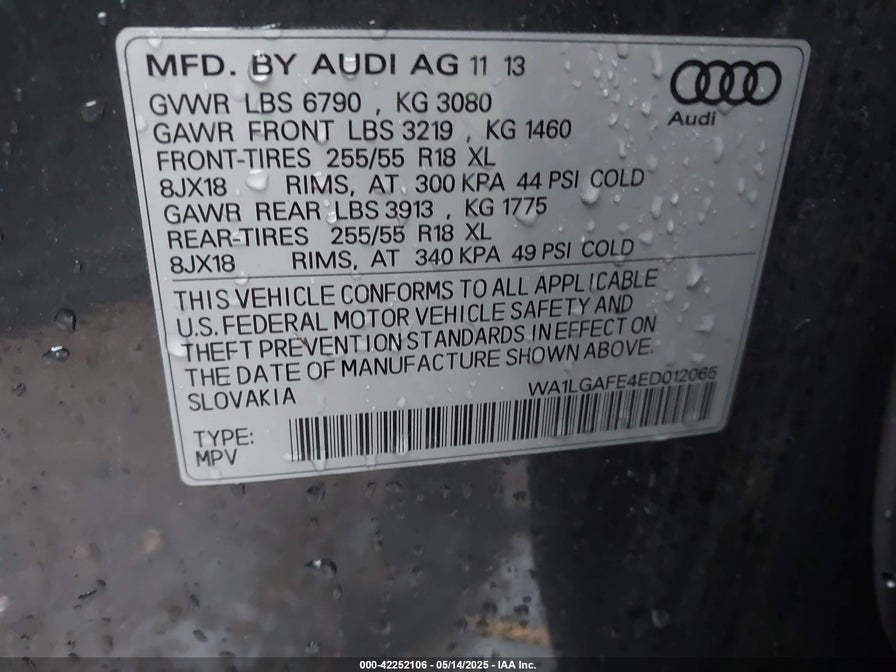 MFD. BY AUDI AG 11 13
GVWR LBS 6790 , KG 3080
GAWR FRONT LBS 3219 , KG 1460
FRONT-TIRES 255/55 R18 XL
8JX18 RIMS, AT 300 KPA 44 PSI COLD
GAWR REAR LBS 3913 , KG 1775
REAR-TIRES 255/55 R18 XL
8JX18 RIMS, AT 340 KPA 49 PSI COLD
Audi
THIS VEHICLE CONFORMS TO ALL APPLICABLE
U.S. FEDERAL MOTOR VEHICLE SAFETY AND
THEFT PREVENTION STANDARDS IN EFFECT ON
THE DATE OF MANUFACTURE SHOWN ABOVE.
SLOVAKIA
WA1LGAFE4ED012065
TYPE:
MPV
000-42252106 - 05/14/2025 - IAA Inc.